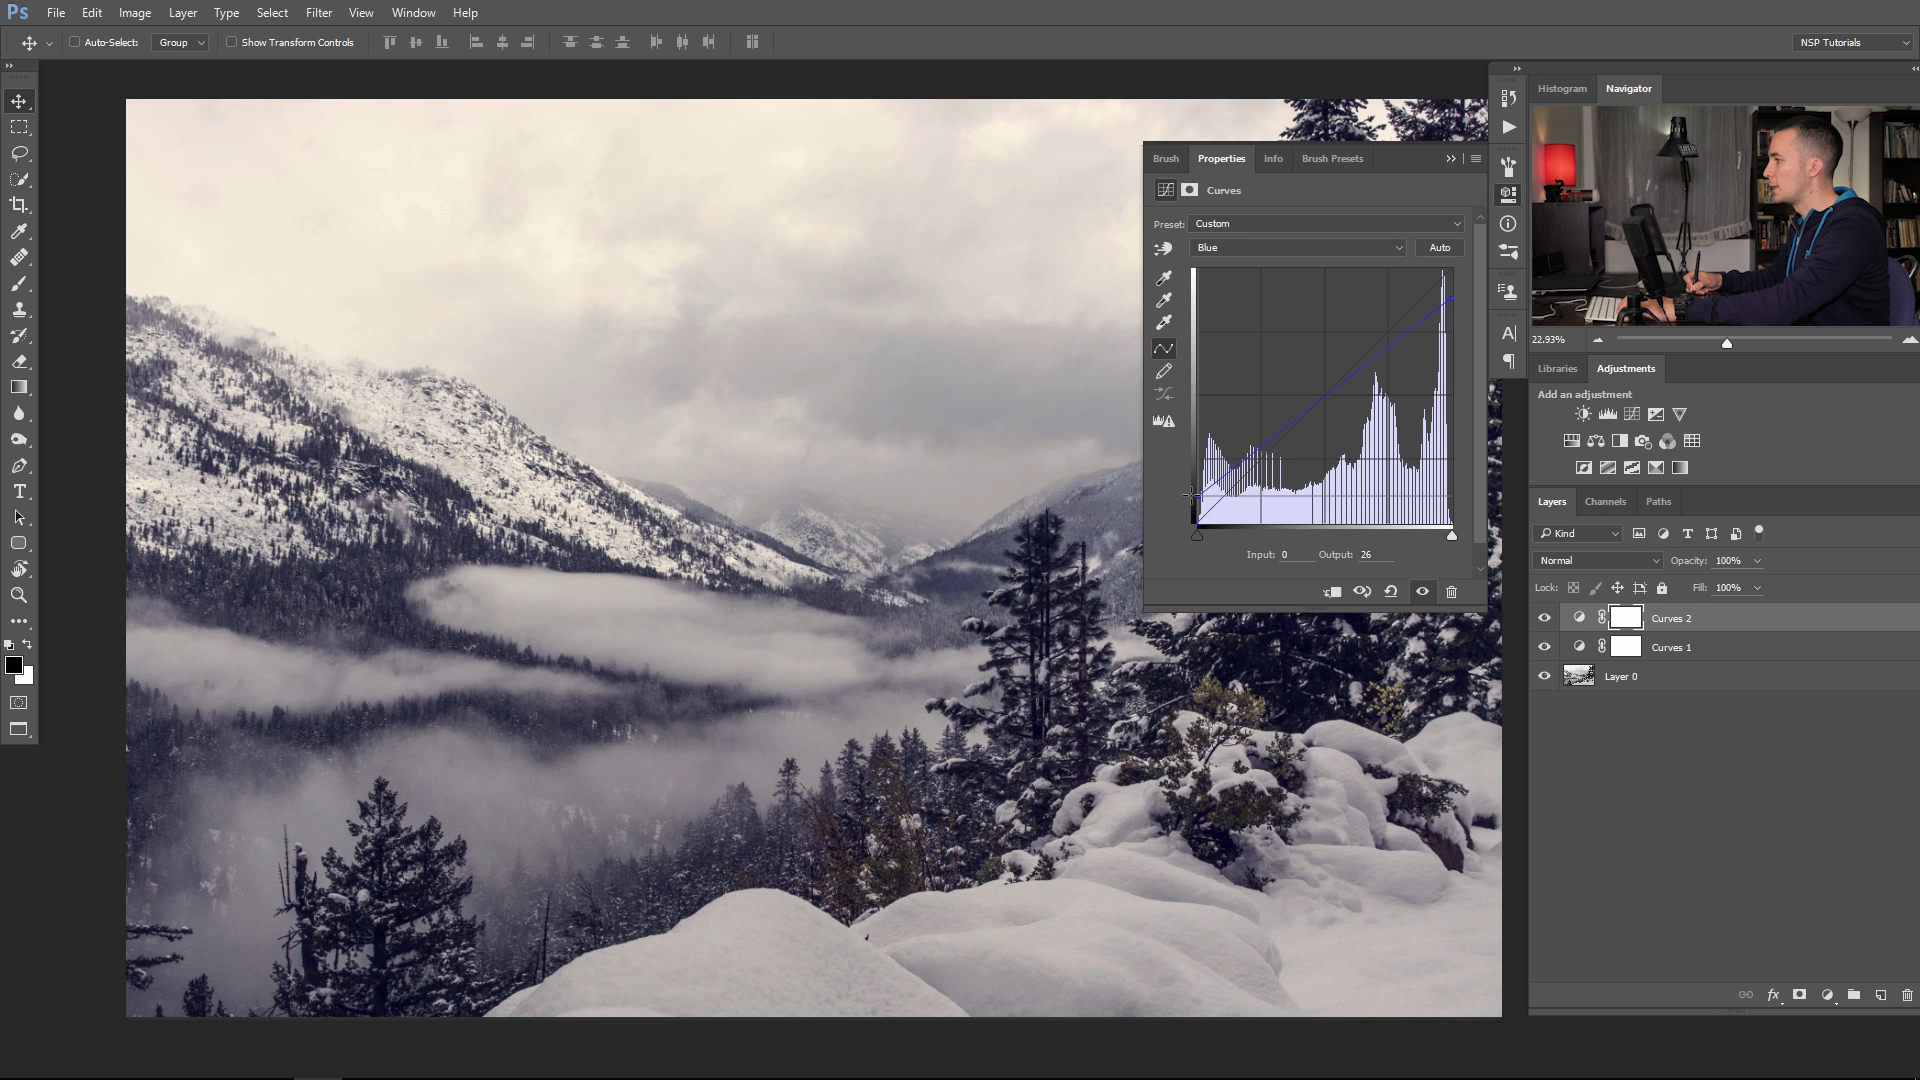 Ps File Edit Image Layer Type Select Filter View Window Help
Auto-Select: Group Show Transform Controls NSP Tutorials
Histogram Navigator
Brush Properties Info Brush Presets
Curves
Preset: Custom
Blue Auto
Input: 0 Output: 26
22.93%
Libraries Adjustments
Add an adjustment
Layers Channels Paths
Kind
Normal Opacity: 100%
Lock: Fill: 100%
Curves 2
Curves 1
Layer 0
fx